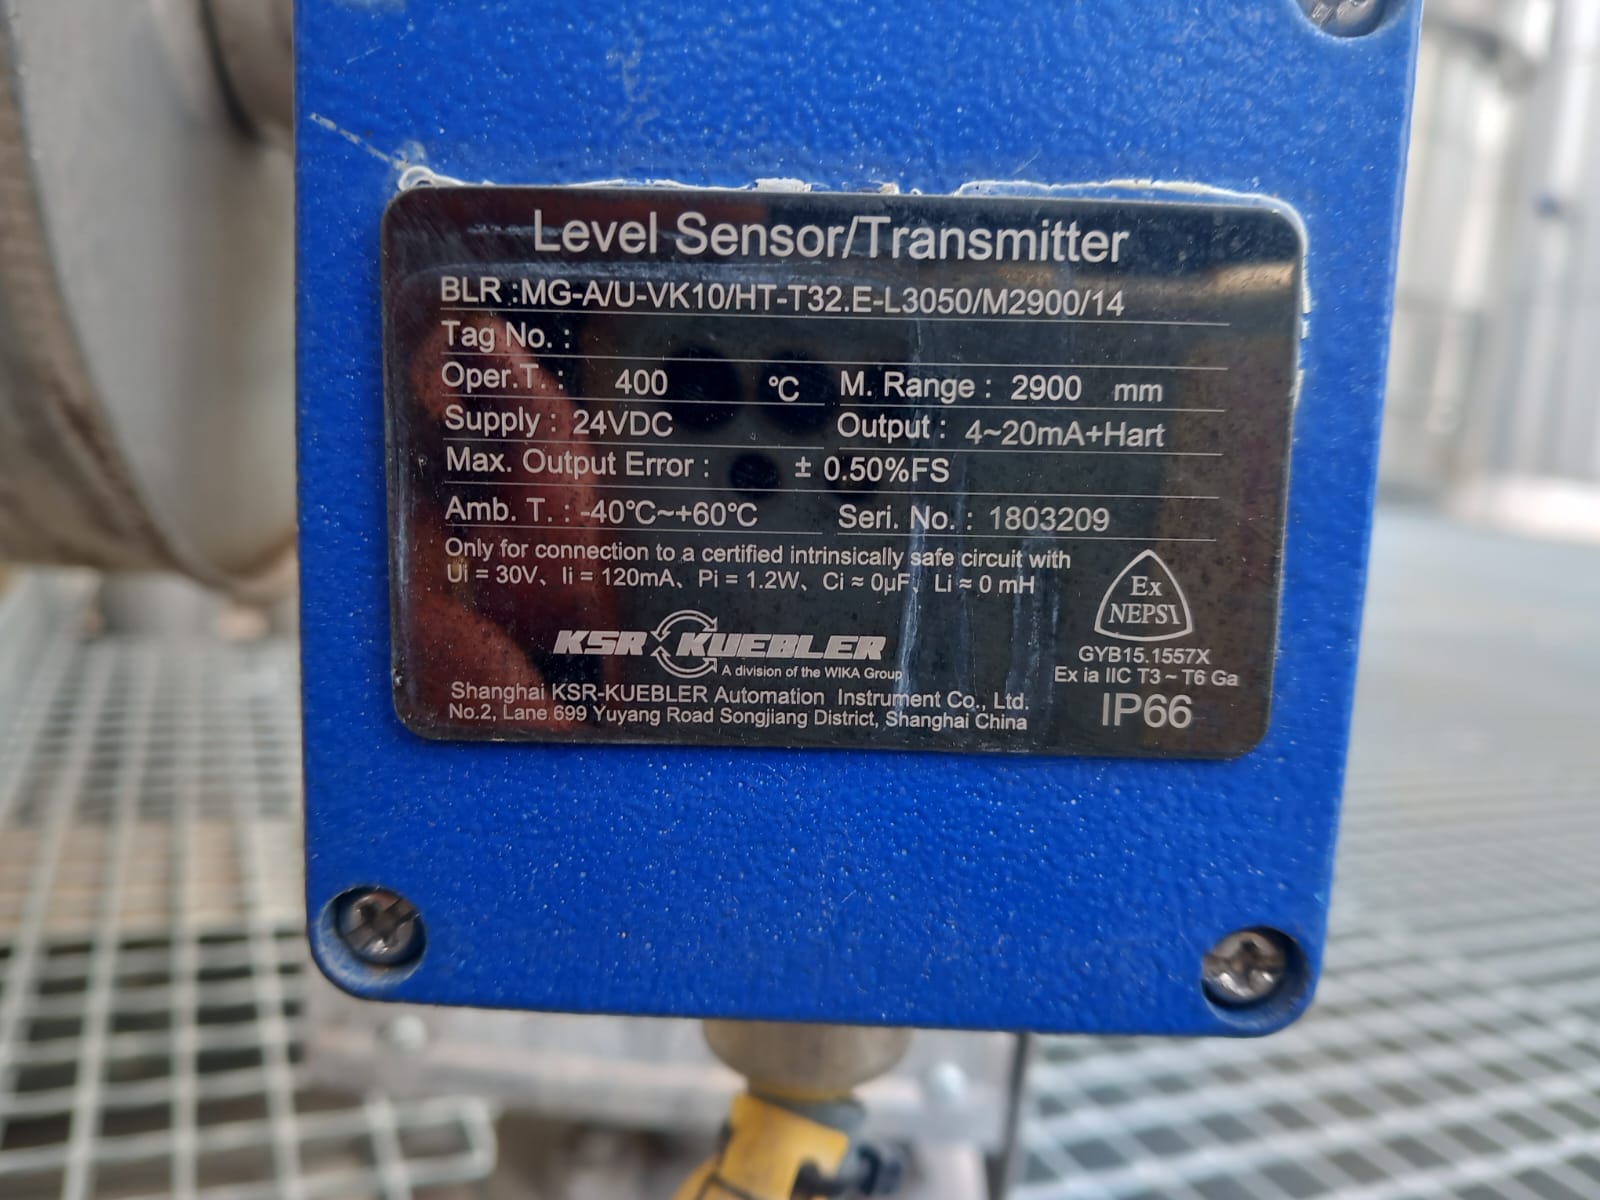 Level Sensor/Transmitter
BLR :MG-A/U-VK10/HT-T32.E-L3050/M2900/14
Tag No. :
Oper.T. : 400 ℃ M. Range : 2900 mm
Supply : 24VDC Output : 4~20mA+Hart
Max. Output Error : ± 0.50%FS
Amb. T. : -40℃~+60℃ Seri. No. : 1803209
Only for connection to a certified intrinsically safe circuit with
Ui = 30V、Ii = 120mA、Pi = 1.2W、Ci ≈ 0µF、Li ≈ 0 mH
Ex
NEPSI
GYB15.1557X
Ex ia IIC T3 ~ T6 Ga
IP66
KSR KUEBLER
A division of the WIKA Group
Shanghai KSR-KUEBLER Automation Instrument Co., Ltd.
No.2, Lane 699 Yuyang Road Songjiang District, Shanghai China